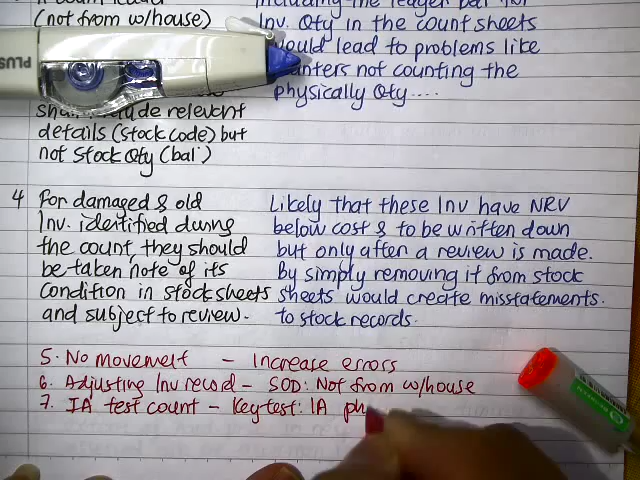 (not from w/house)
Inv. Qty in the count sheets
would lead to problems like
not counting the
physically Qty....
PLUS
relevent
details (stock code) but
not stock Qty (bal)
4 For damaged & old
Inv. identified during
the count, they should
be taken note of its
condition in stock sheets
and subject to review.
Likely that these Inv have NRV
below cost & to be written down
but only after a review is made.
By simply removing it from stock
sheets would create misstatements.
to stock records.
5. No movement - Increase errors
6. Adjusting Inv record - SOD: Not from w/house
7. IA test count - Key test: IA ph